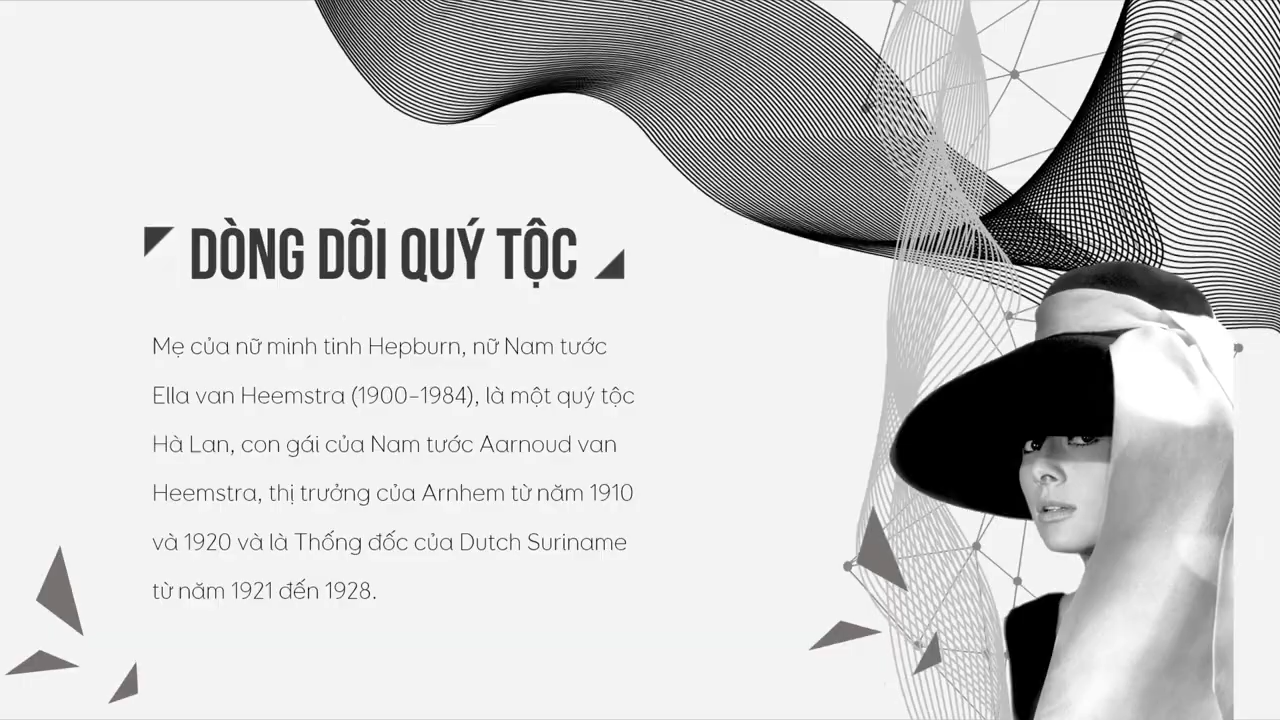 DÒNG DÕI QUÝ TỘC
Mẹ của nữ minh tinh Hepburn, nữ Nam tước
Ella van Heemstra (1900–1984), là một quý tộc
Hà Lan, con gái của Nam tước Aarnoud van
Heemstra, thị trưởng của Arnhem từ năm 1910
và 1920 và là Thống đốc của Dutch Suriname
từ năm 1921 đến 1928.